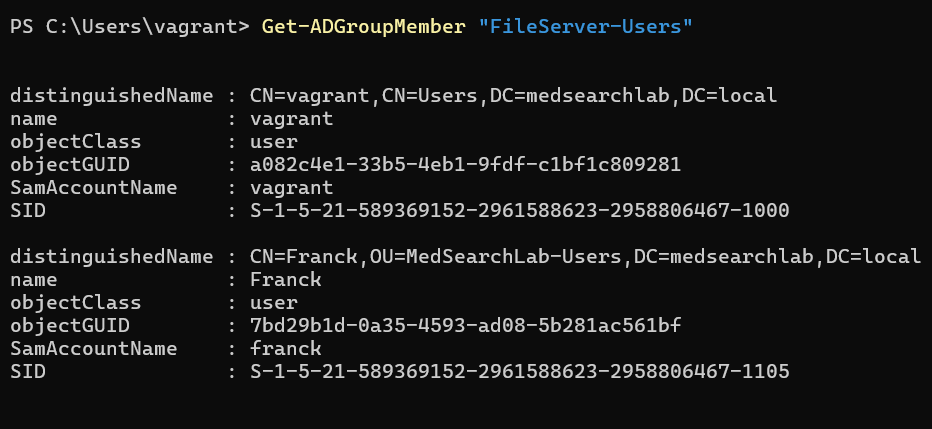 PS C:\Users\vagrant> Get-ADGroupMember "FileServer-Users"
distinguishedName : CN=vagrant,CN=Users,DC=medsearchlab,DC=local
name              : vagrant
objectClass       : user
objectGUID        : a082c4e1-33b5-4eb1-9fdf-c1bf1c809281
SamAccountName    : vagrant
SID               : S-1-5-21-589369152-2961588623-2958806467-1000
distinguishedName : CN=Franck,OU=MedSearchLab-Users,DC=medsearchlab,DC=local
name              : Franck
objectClass       : user
objectGUID        : 7bd29b1d-0a35-4593-ad08-5b281ac561bf
SamAccountName    : franck
SID               : S-1-5-21-589369152-2961588623-2958806467-1105